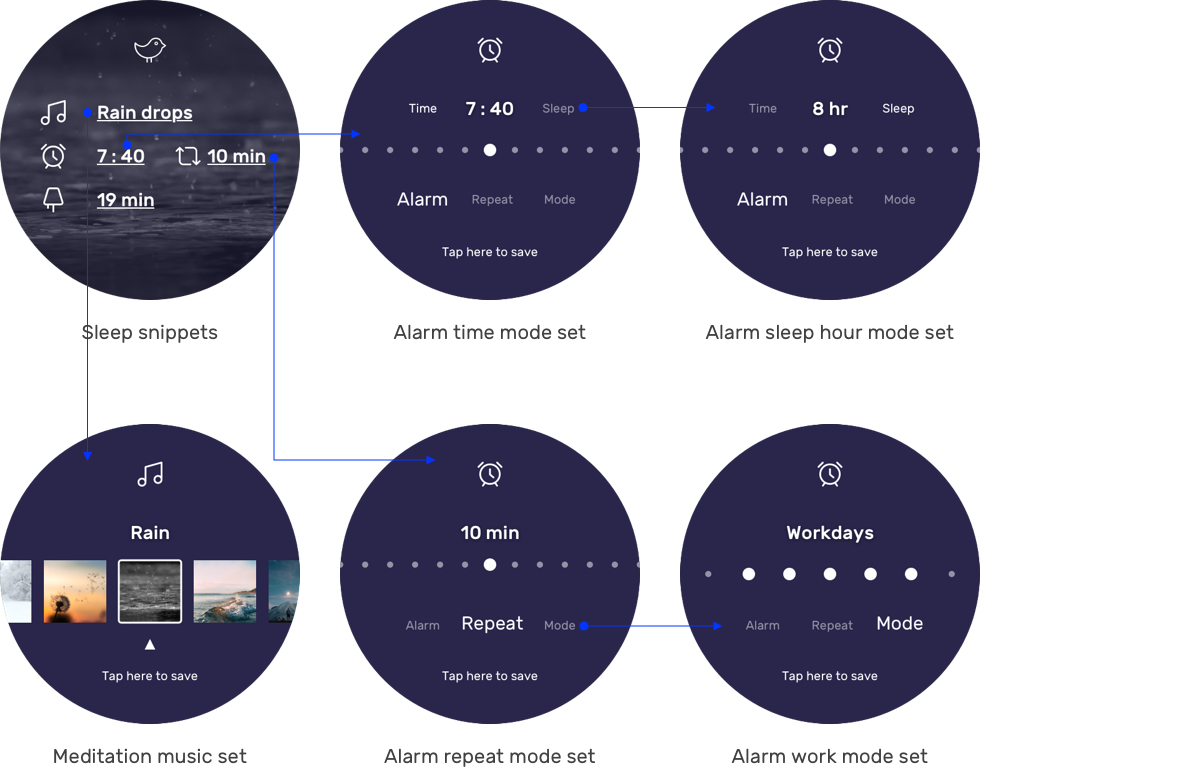 Rain drops
7 : 40 10 min
19 min
Sleep snippets
Time 7 : 40 Sleep
Alarm Repeat Mode
Tap here to save
Alarm time mode set
Time 8 hr Sleep
Alarm Repeat Mode
Tap here to save
Alarm sleep hour mode set
Rain
Tap here to save
Meditation music set
10 min
Alarm Repeat Mode
Tap here to save
Alarm repeat mode set
Workdays
Alarm Repeat Mode
Tap here to save
Alarm work mode set